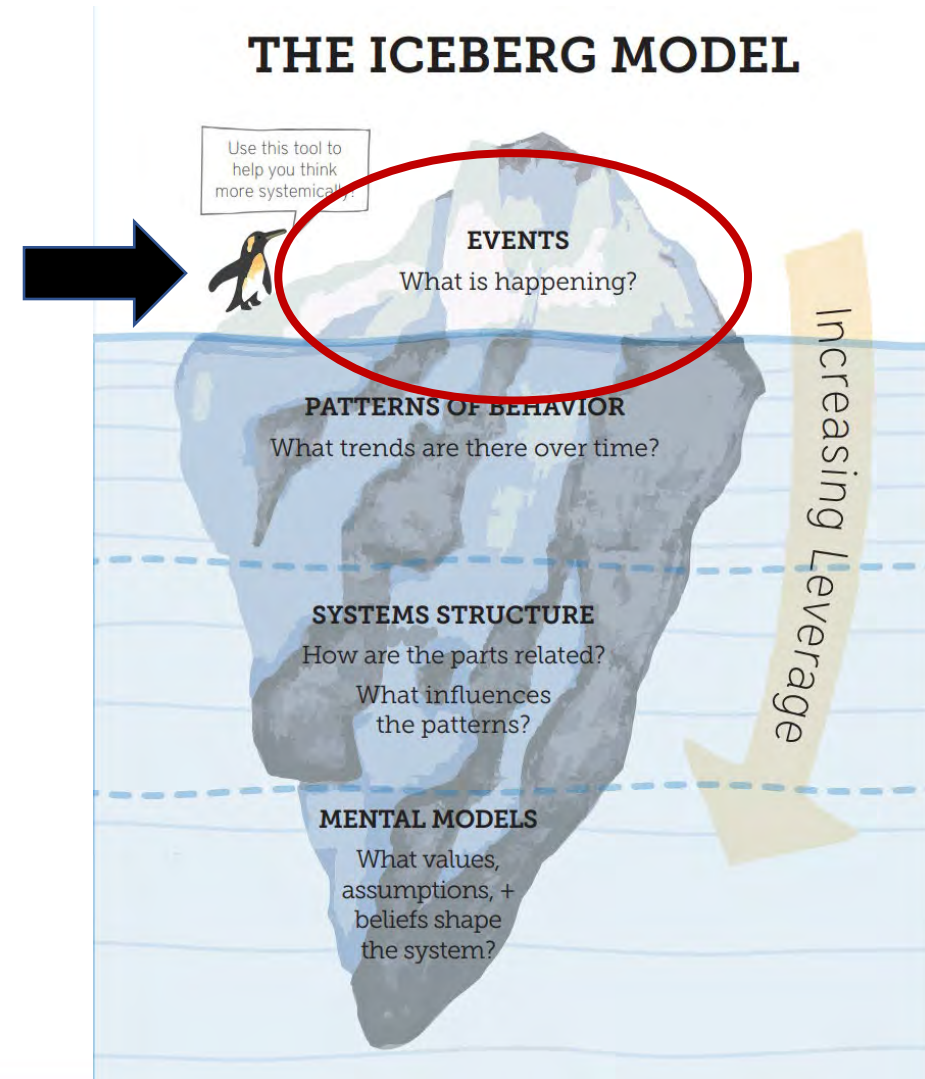 THE ICEBERG MODEL
Use this tool to
help you think
more systemically!
EVENTS
What is happening?
PATTERNS OF BEHAVIOR
What trends are there over time?
SYSTEMS STRUCTURE
How are the parts related?
What influences
the patterns?
MENTAL MODELS
What values,
assumptions, +
beliefs shape
the system?
Increasing Leverage